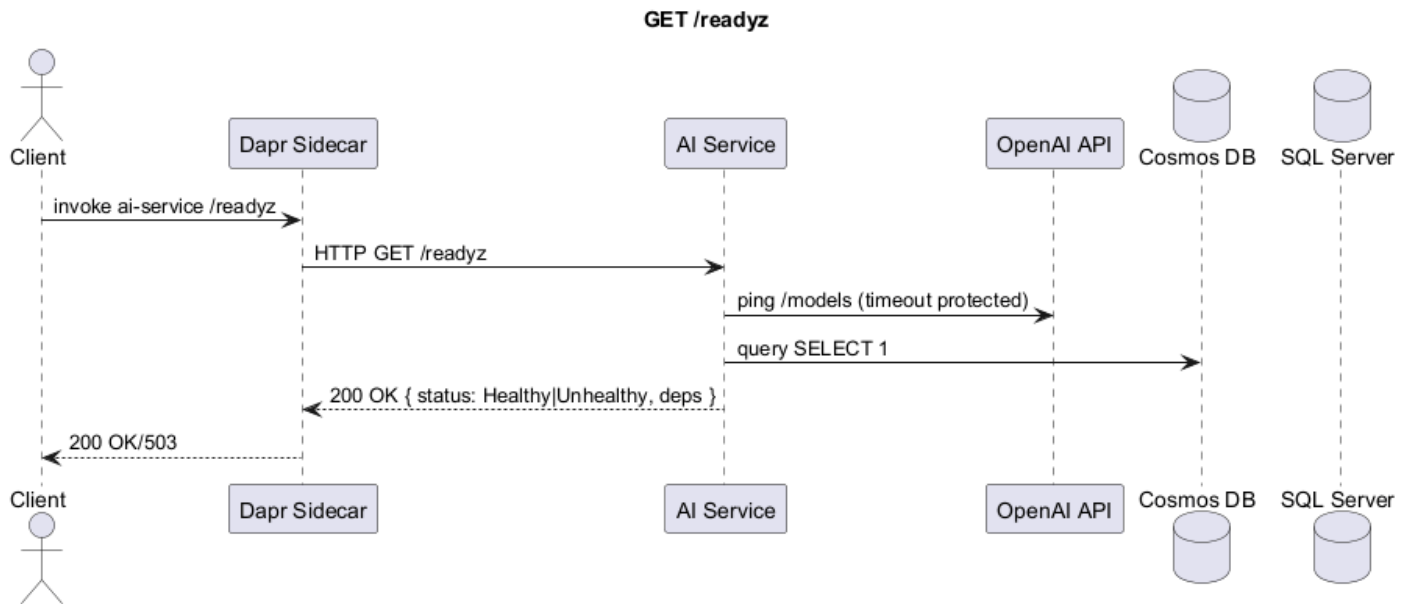 GET /readyz
Client
Dapr Sidecar
AI Service
OpenAI API
Cosmos DB
SQL Server
invoke ai-service /readyz
HTTP GET /readyz
ping /models (timeout protected)
query SELECT 1
200 OK { status: Healthy|Unhealthy, deps }
200 OK/503
Client
Dapr Sidecar
AI Service
OpenAI API
Cosmos DB
SQL Server